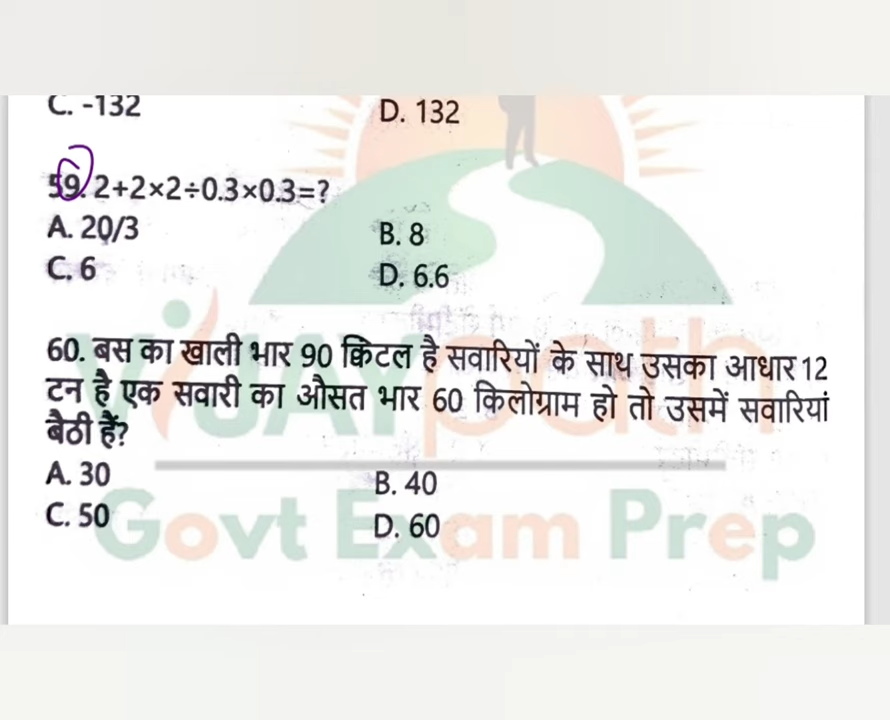 C. -132
D. 132
59. 2+2×2÷0.3×0.3=?
A. 20/3
B. 8
C. 6
D. 6.6
60. बस का खाली भार 90 क्विटल है सवारियों के साथ उसका आधार 12
टन है एक सवारी का औसत भार 60 किलोग्राम हो तो उसमें सवारियां
बैठी हैं?
A. 30
B. 40
C. 50
D. 60
ViJAYpath
Govt Exam Prep